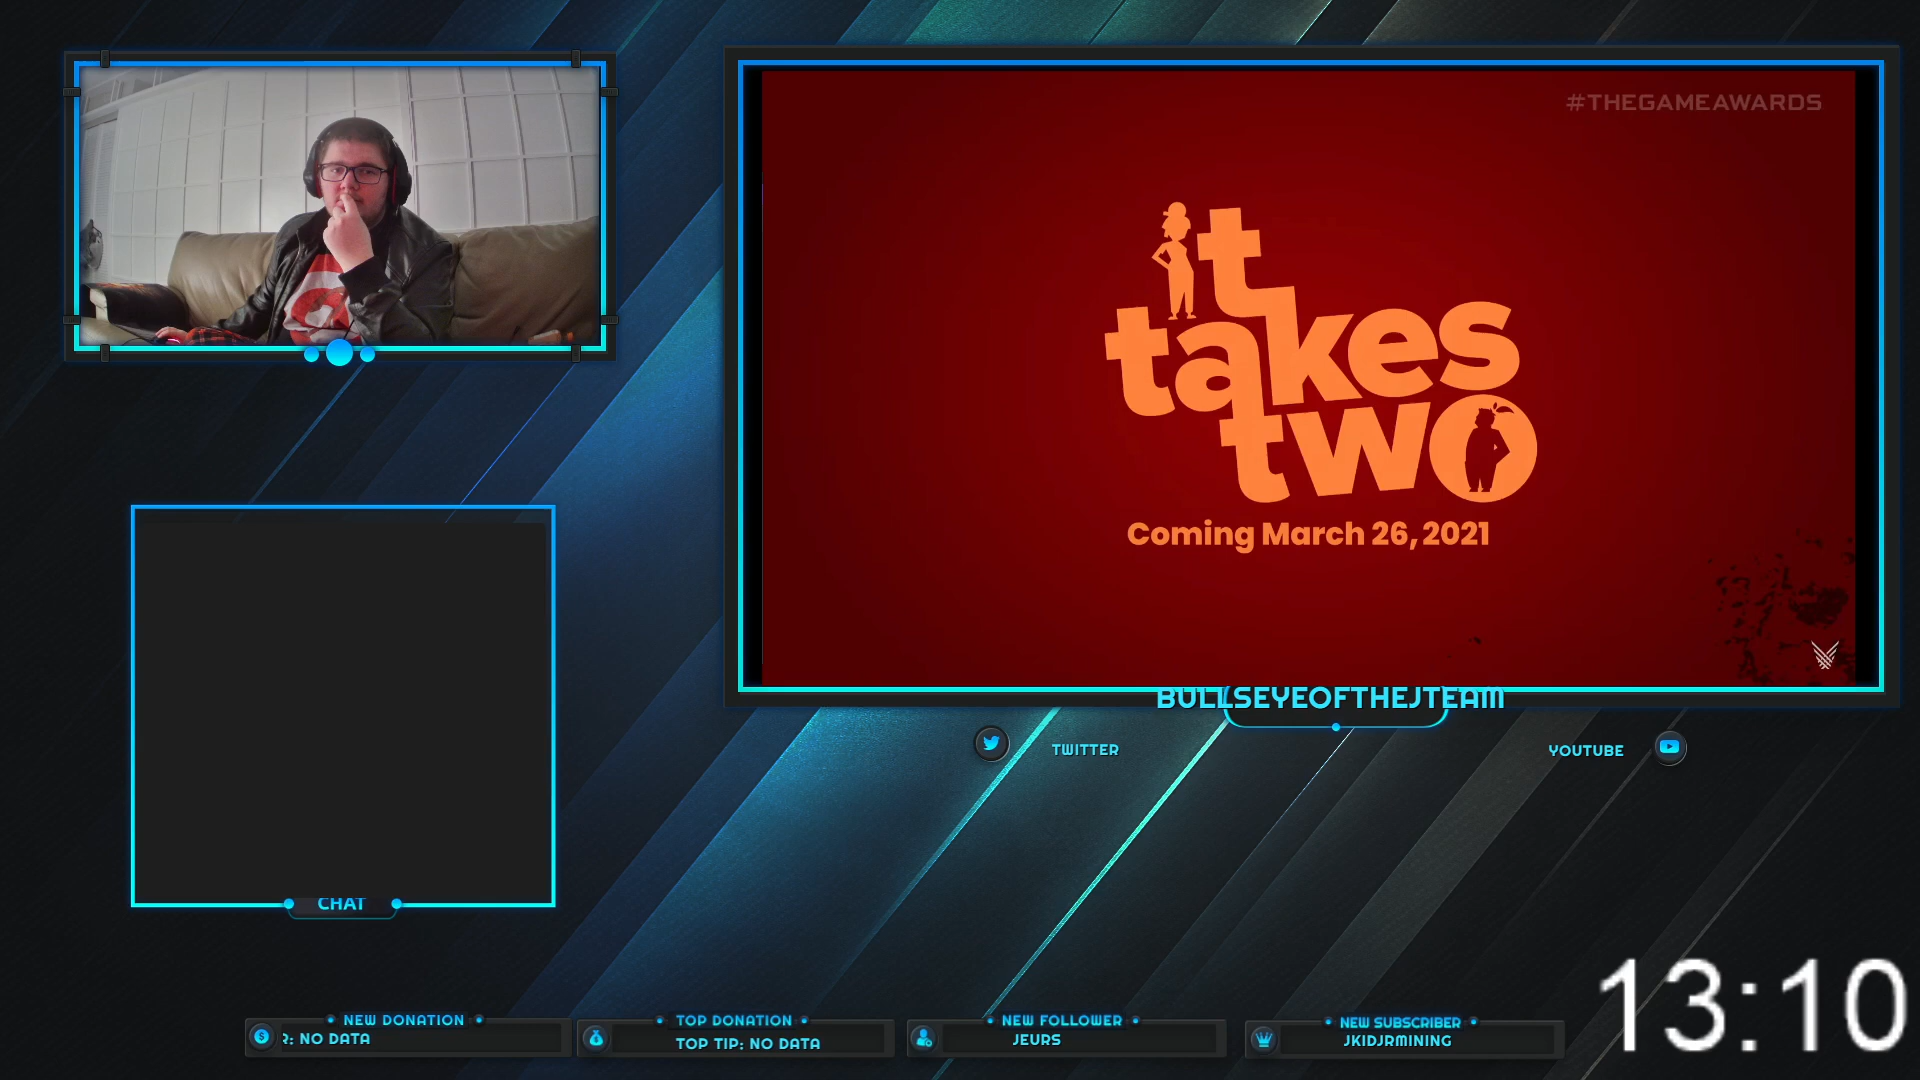 #THEGAMEAWARDS
it
takes
two
Coming March 26, 2021
BULLSEYEOFTHEJTEAM
TWITTER
YOUTUBE
CHAT
13:10
NEW DONATION
R: NO DATA
TOP DONATION
TOP TIP: NO DATA
NEW FOLLOWER
JEURS
NEW SUBSCRIBER
JKIDJRMINING